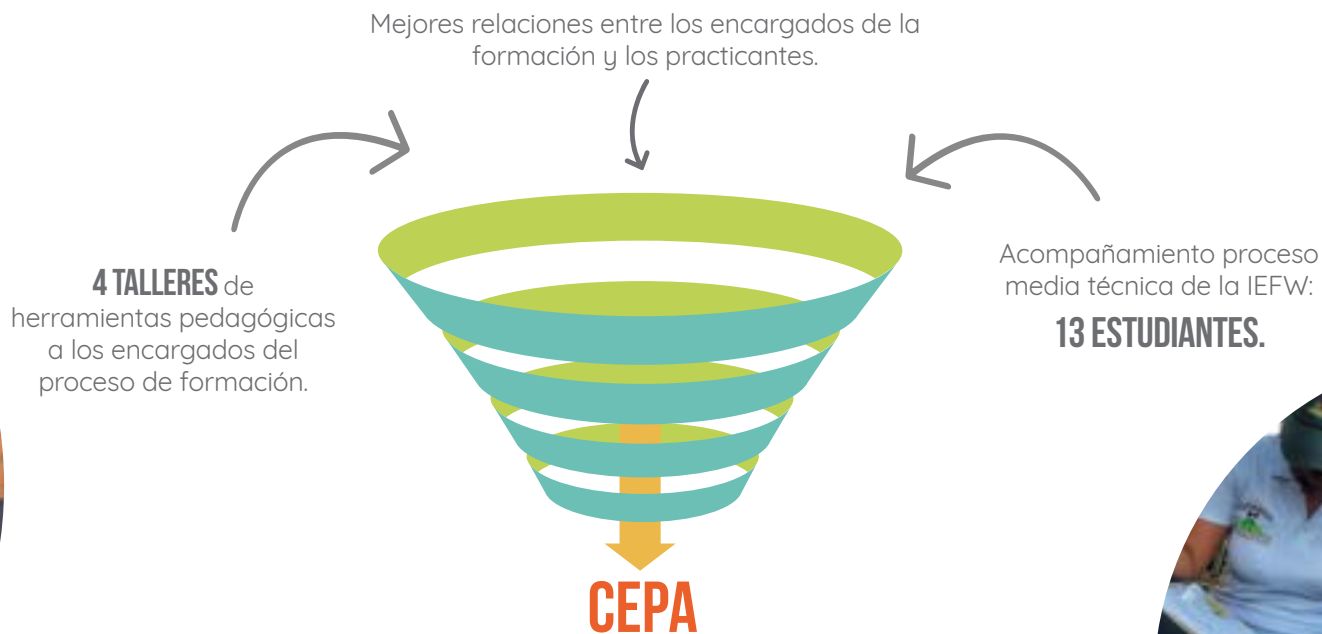 Mejores relaciones entre los encargados de la
formación y los practicantes.
4 TALLERES de
herramientas pedagógicas
a los encargados del
proceso de formación.
Acompañamiento proceso
media técnica de la IEFW:
13 ESTUDIANTES.
CEPA